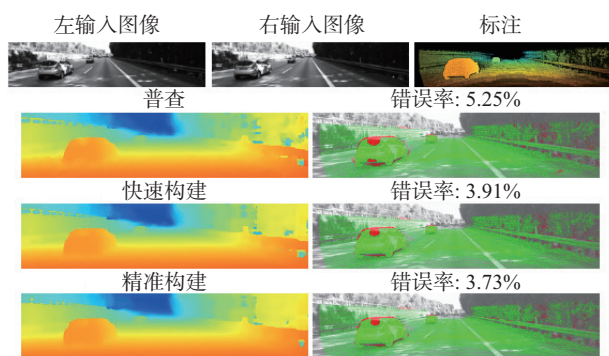 左输入图像 右输入图像 标注
普查 错误率: 5.25%
快速构建 错误率: 3.91%
精准构建 错误率: 3.73%